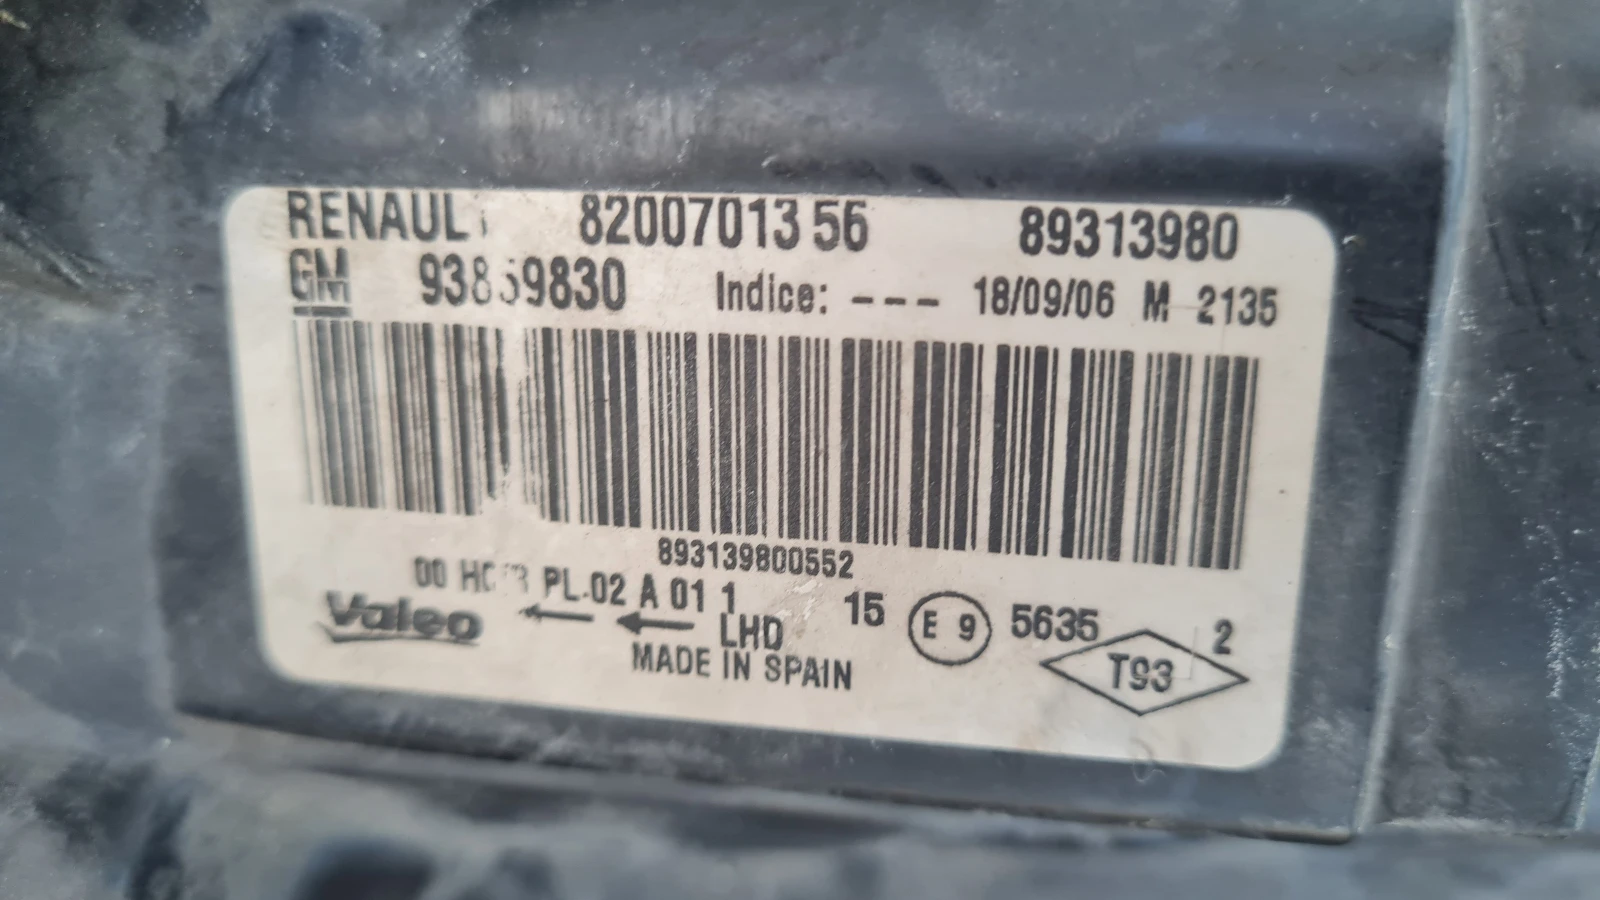 RENAULT 8200701356 89313980
GM Indice: --- 18/09/06 M 2135
893139800552
00 PL.02 A 01 1
Valeo LHD 15 E 9 5635 2
MADE IN SPAIN T93